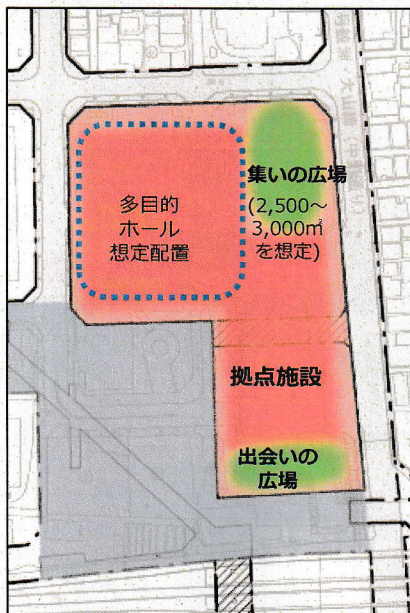 集いの広場
(2,500～
3,000㎡
を想定)
多目的
ホール
想定配置
拠点施設
出会いの
広場